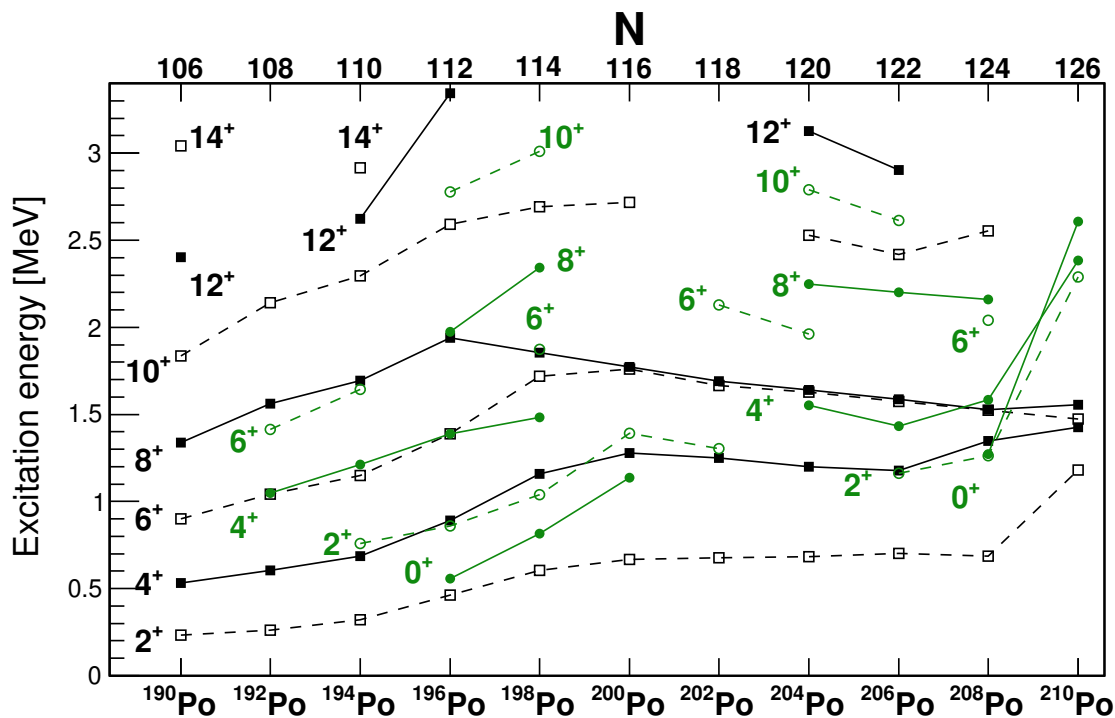 N
106 108 110 112 114 116 118 120 122 124 126
14⁺ 14⁺ 10⁺ 12⁺
3
10⁺
12⁺
2.5
12⁺ 8⁺ 8⁺
6⁺ 6⁺ 6⁺
2
10⁺
1.5
6⁺ 4⁺
8⁺
2⁺ 0⁺
1
6⁺ 4⁺
2⁺
0⁺
4⁺
0.5
2⁺
0
Excitation energy [MeV]
¹⁹⁰Po ¹⁹²Po ¹⁹⁴Po ¹⁹⁶Po ¹⁹⁸Po ²⁰⁰Po ²⁰²Po ²⁰⁴Po ²⁰⁶Po ²⁰⁸Po ²¹⁰Po